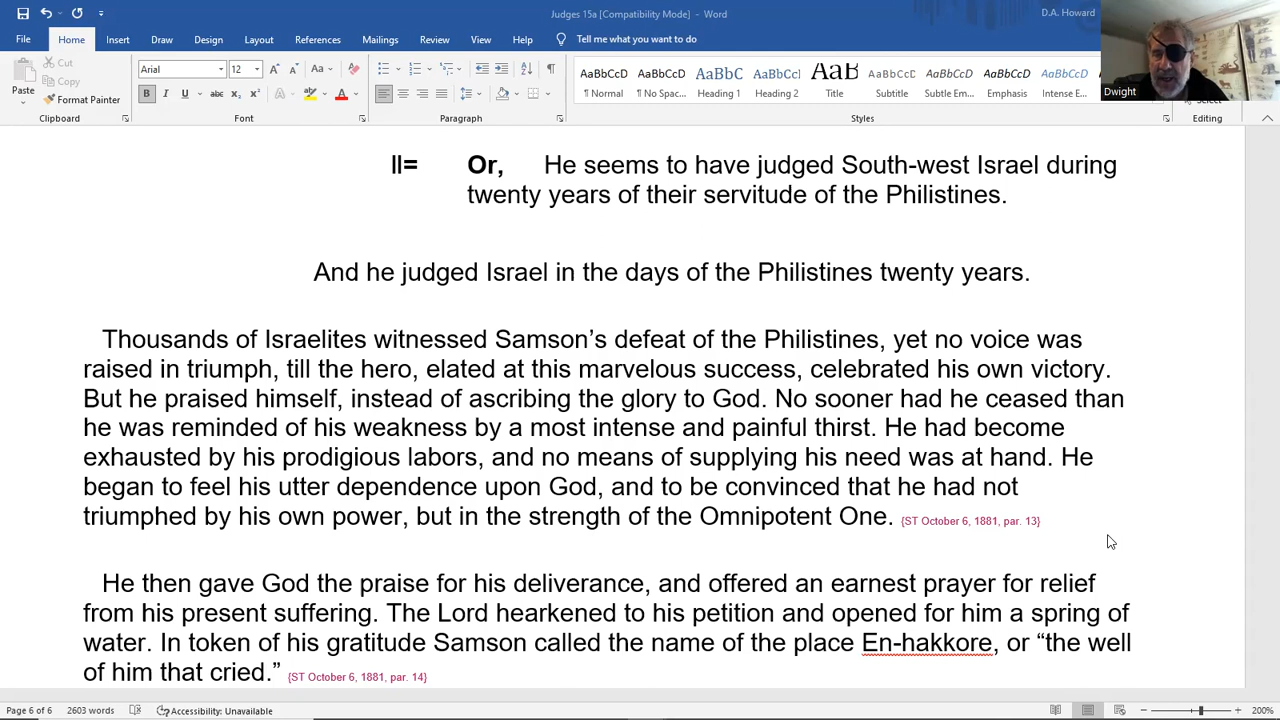 Judges 15a [Compatibility Mode] - Word
D.A. Howard
File Home Insert Draw Design Layout References Mailings Review View Help Tell me what you want to do
Paste
Cut
Copy
Format Painter
Arial 12
Clipboard Font Paragraph Styles Editing
AaBbCcD AaBbCcD AaBbC AaBbCcI AaB AaBbCcD AaBbCcD AaBbCcD AaBbCcD
¶ Normal ¶ No Spac... Heading 1 Heading 2 Title Subtitle Subtle Em... Emphasis Intense E...
Dwight
ǁ= Or, He seems to have judged South-west Israel during
twenty years of their servitude of the Philistines.
And he judged Israel in the days of the Philistines twenty years.
Thousands of Israelites witnessed Samson’s defeat of the Philistines, yet no voice was
raised in triumph, till the hero, elated at this marvelous success, celebrated his own victory.
But he praised himself, instead of ascribing the glory to God. No sooner had he ceased than
he was reminded of his weakness by a most intense and painful thirst. He had become
exhausted by his prodigious labors, and no means of supplying his need was at hand. He
began to feel his utter dependence upon God, and to be convinced that he had not
triumphed by his own power, but in the strength of the Omnipotent One. {ST October 6, 1881, par. 13}
He then gave God the praise for his deliverance, and offered an earnest prayer for relief
from his present suffering. The Lord hearkened to his petition and opened for him a spring of
water. In token of his gratitude Samson called the name of the place En-hakkore, or “the well
of him that cried.” {ST October 6, 1881, par. 14}
Page 6 of 6 2603 words Accessibility: Unavailable 200%